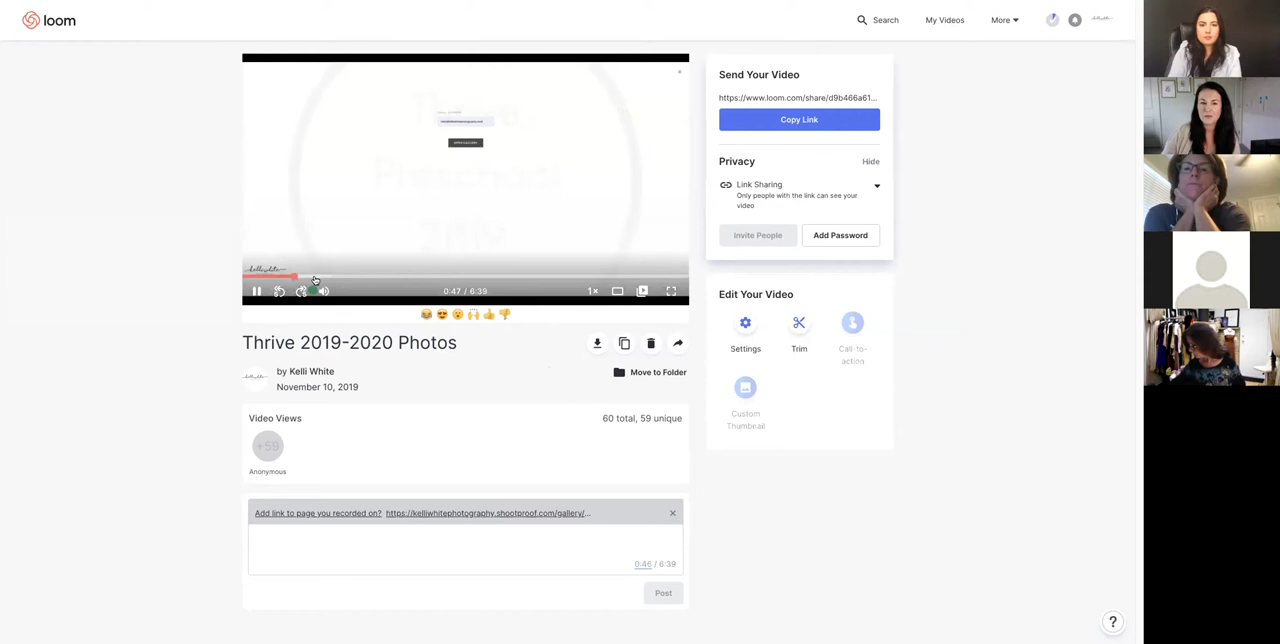 loom
Search
My Videos
More
kelliwhite
0:47 / 6:39
1×
Thrive 2019-2020 Photos
by Kelli White
November 10, 2019
Move to Folder
Video Views
60 total, 59 unique
+59
Anonymous
Add link to page you recorded on? https://kelliwhitephotography.shootproof.com/gallery/...
0:46 / 6:39
Post
Send Your Video
https://www.loom.com/share/d9b466a61...
Copy Link
Privacy
Hide
Link Sharing
Only people with the link can see your
video
Invite People
Add Password
Edit Your Video
Settings
Trim
Call-to-
action
Custom
Thumbnail
?